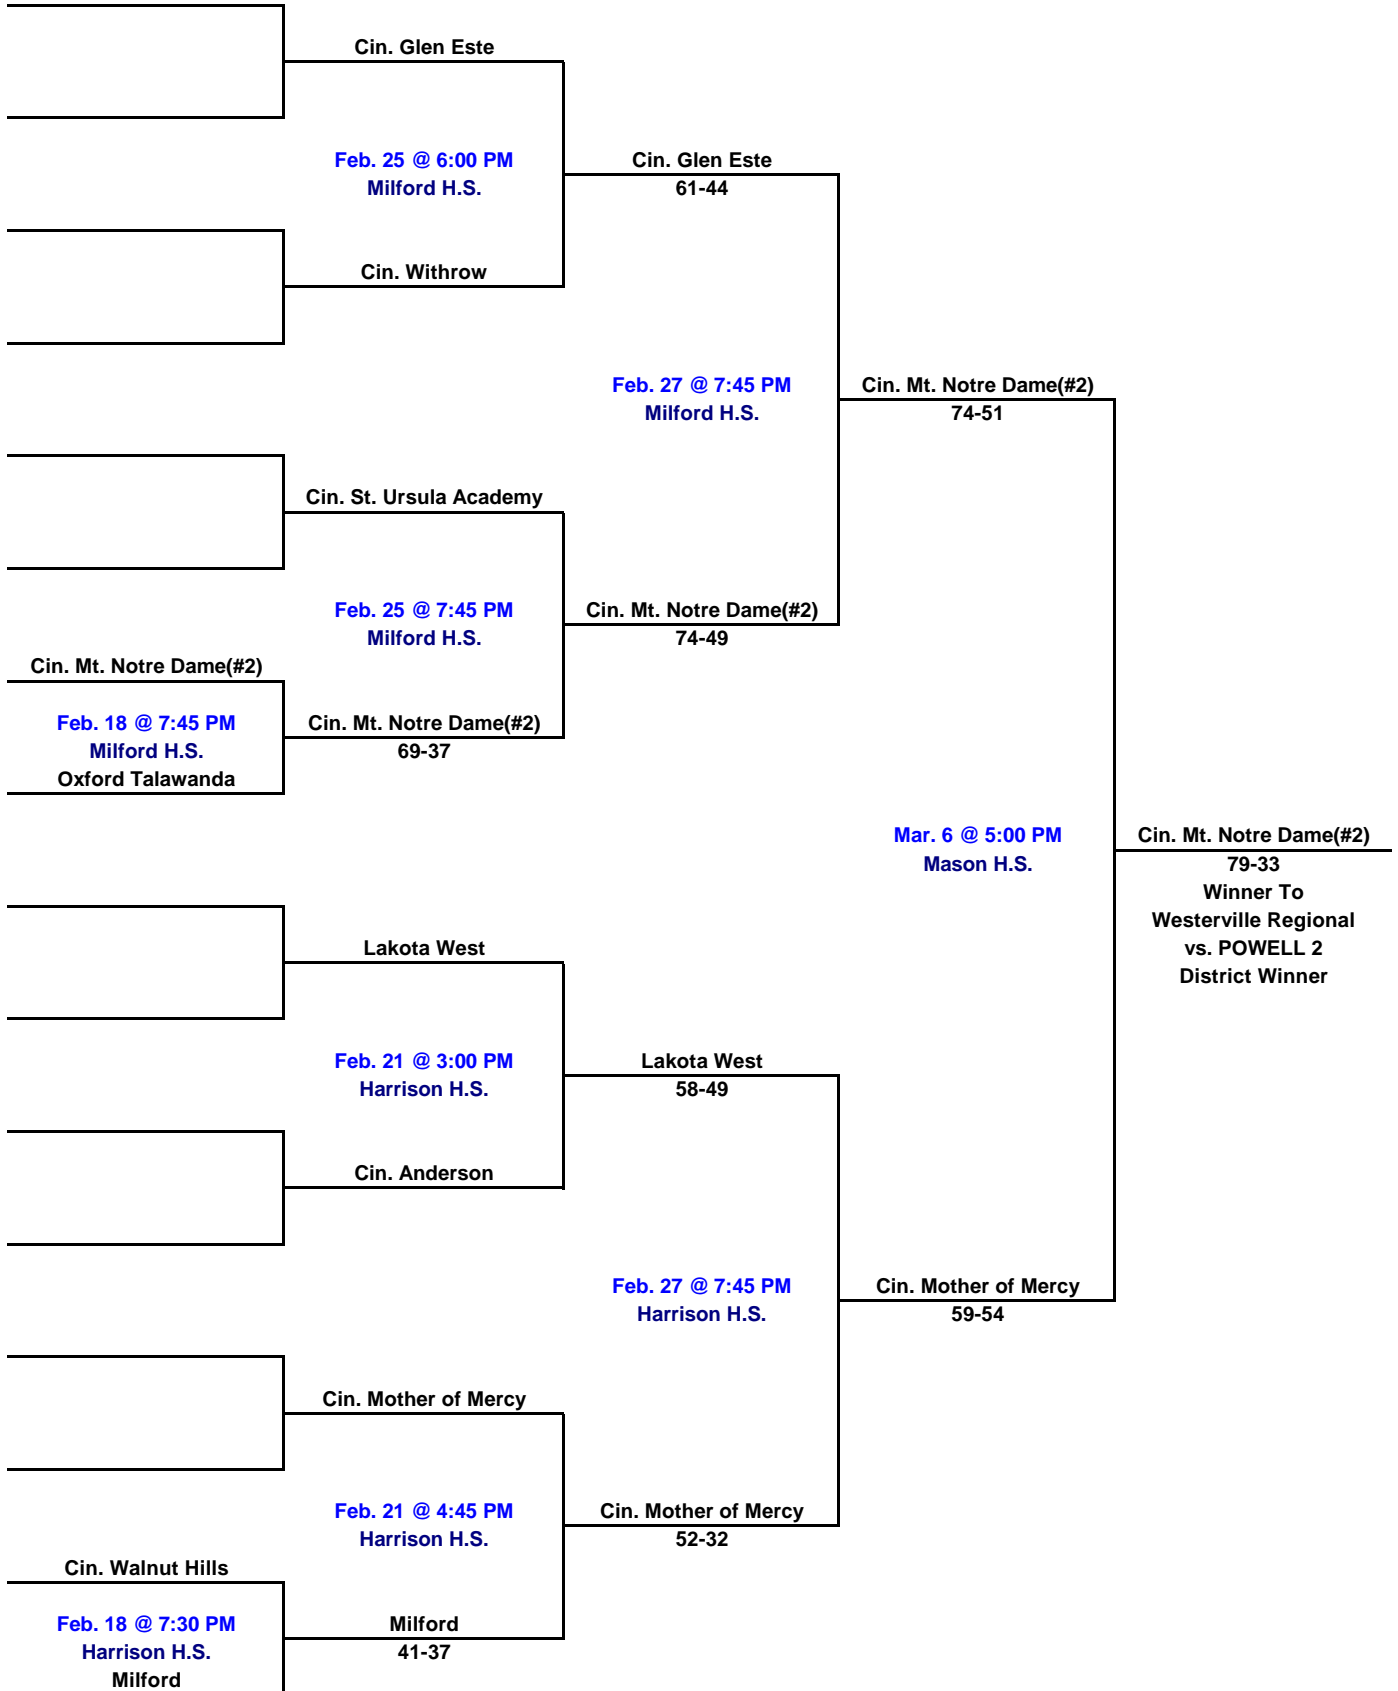 Cin. Glen Este
Feb. 25 @ 6:00 PM
Milford H.S.
Cin. Glen Este
61-44
Cin. Withrow
Feb. 27 @ 7:45 PM
Milford H.S.
Cin. Mt. Notre Dame(#2)
74-51
Cin. St. Ursula Academy
Feb. 25 @ 7:45 PM
Milford H.S.
Cin. Mt. Notre Dame(#2)
74-49
Cin. Mt. Notre Dame(#2)
Feb. 18 @ 7:45 PM
Milford H.S.
Oxford Talawanda
Cin. Mt. Notre Dame(#2)
69-37
Mar. 6 @ 5:00 PM
Mason H.S.
Cin. Mt. Notre Dame(#2)
79-33
Winner To
Westerville Regional
vs. POWELL 2
District Winner
Lakota West
Feb. 21 @ 3:00 PM
Harrison H.S.
Lakota West
58-49
Cin. Anderson
Feb. 27 @ 7:45 PM
Harrison H.S.
Cin. Mother of Mercy
59-54
Cin. Mother of Mercy
Feb. 21 @ 4:45 PM
Harrison H.S.
Cin. Mother of Mercy
52-32
Cin. Walnut Hills
Feb. 18 @ 7:30 PM
Harrison H.S.
Milford
Milford
41-37